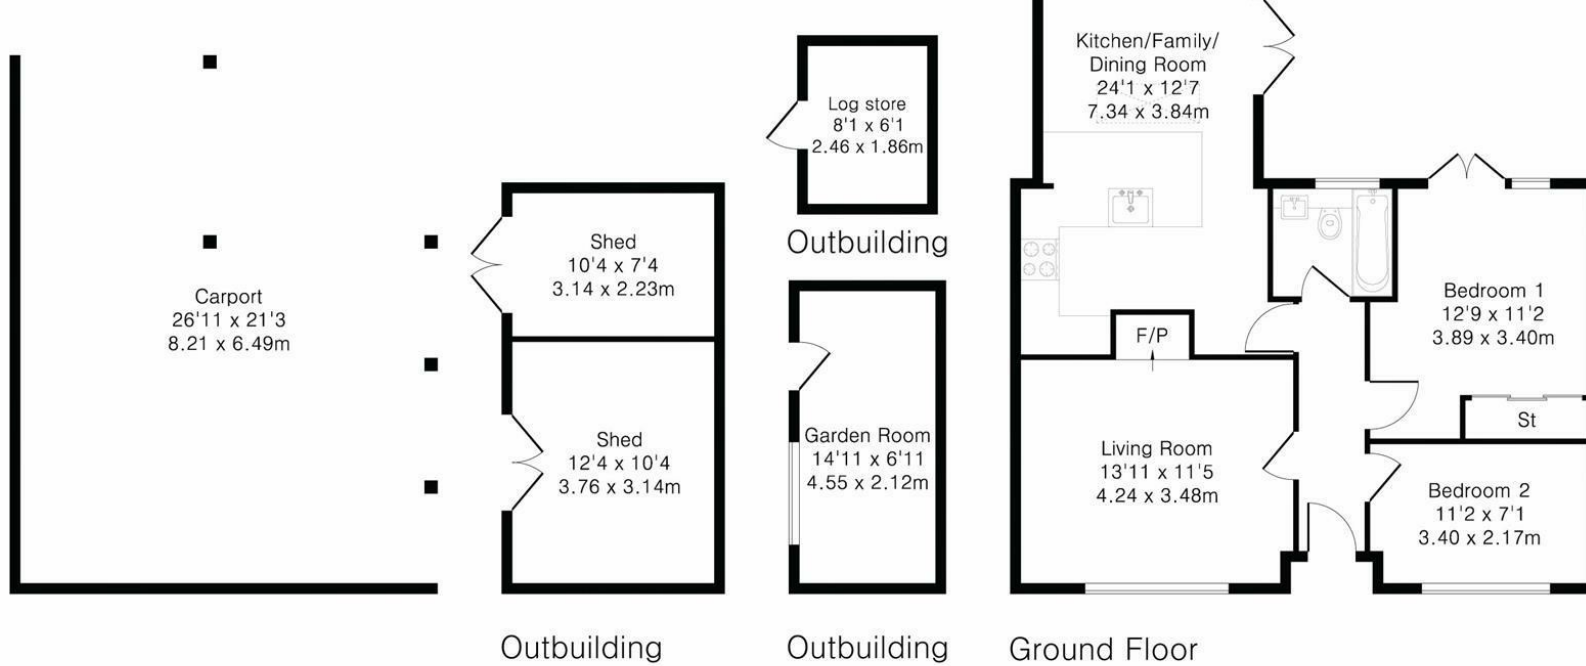 Carport
26'11 x 21'3
8.21 x 6.49m
Shed
10'4 x 7'4
3.14 x 2.23m
Shed
12'4 x 10'4
3.76 x 3.14m
Outbuilding
Log store
8'1 x 6'1
2.46 x 1.86m
Outbuilding
Garden Room
14'11 x 6'11
4.55 x 2.12m
Outbuilding
Kitchen/Family/
Dining Room
24'1 x 12'7
7.34 x 3.84m
F/P
Living Room
13'11 x 11'5
4.24 x 3.48m
Bedroom 1
12'9 x 11'2
3.89 x 3.40m
St
Bedroom 2
11'2 x 7'1
3.40 x 2.17m
Ground Floor